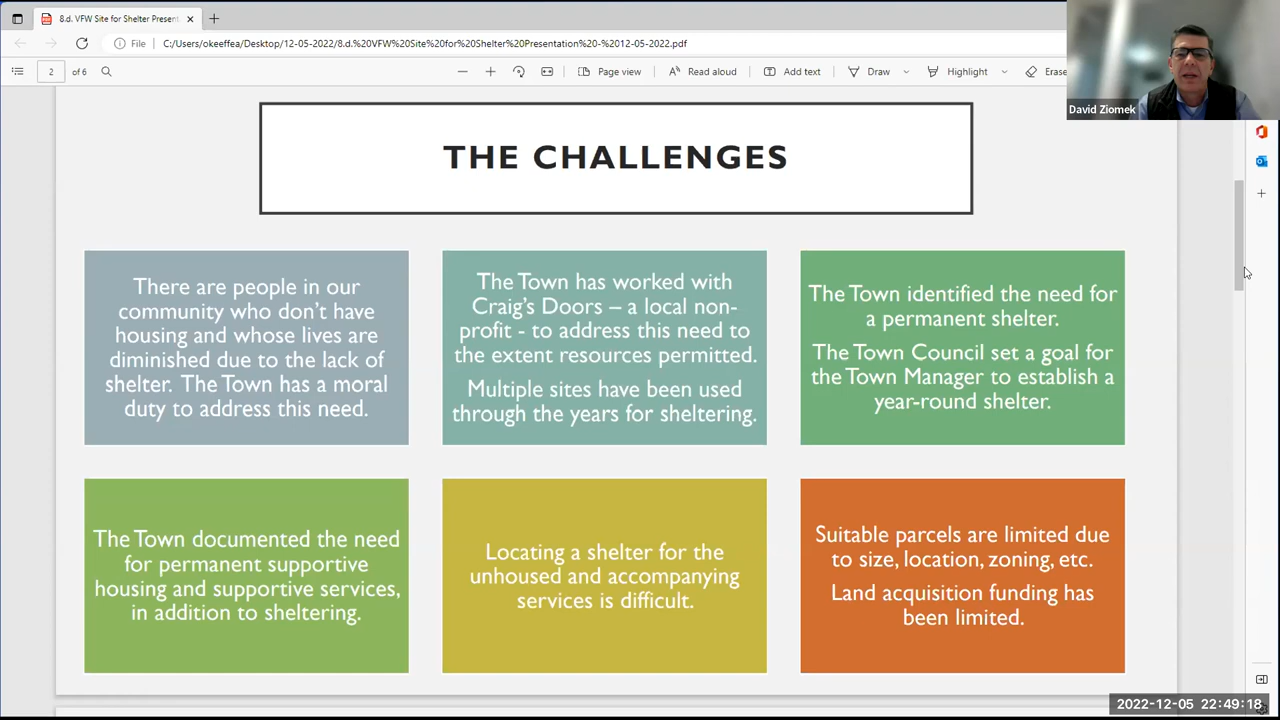 8.d. VFW Site for Shelter Present
File
C:/Users/okeeffea/Desktop/12-05-2022/8.d.%20VFW%20Site%20for%20Shelter%20Presentation%20-%2012-05-2022.pdf
2 of 6
Page view
Read aloud
Add text
Draw
Highlight
Erase
David Ziomek
THE CHALLENGES
There are people in our
community who don't have
housing and whose lives are
diminished due to the lack of
shelter. The Town has a moral
duty to address this need.
The Town has worked with
Craig's Doors – a local non-
profit - to address this need to
the extent resources permitted.
Multiple sites have been used
through the years for sheltering.
The Town identified the need for
a permanent shelter.
The Town Council set a goal for
the Town Manager to establish a
year-round shelter.
The Town documented the need
for permanent supportive
housing and supportive services,
in addition to sheltering.
Locating a shelter for the
unhoused and accompanying
services is difficult.
Suitable parcels are limited due
to size, location, zoning, etc.
Land acquisition funding has
been limited.
2022-12-05 22:49:18